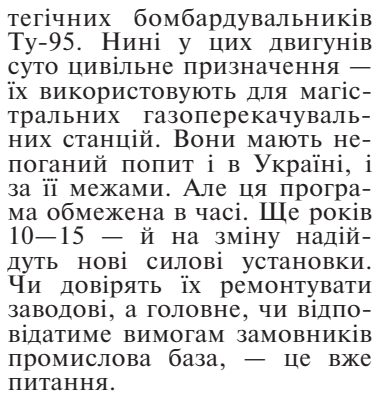 тегічних бомбардувальників
Ту-95. Нині у цих двигунів
суто цивільне призначення —
їх використовують для магіс-
тральних газоперекачуваль-
них станцій. Вони мають не-
поганий попит і в Україні, і
за її межами. Але ця програ-
ма обмежена в часі. Ще років
10—15 — й на зміну надій-
дуть нові силові установки.
Чи довірять їх ремонтувати
заводові, а головне, чи відпо-
відатиме вимогам замовників
промислова база, — це вже
питання.